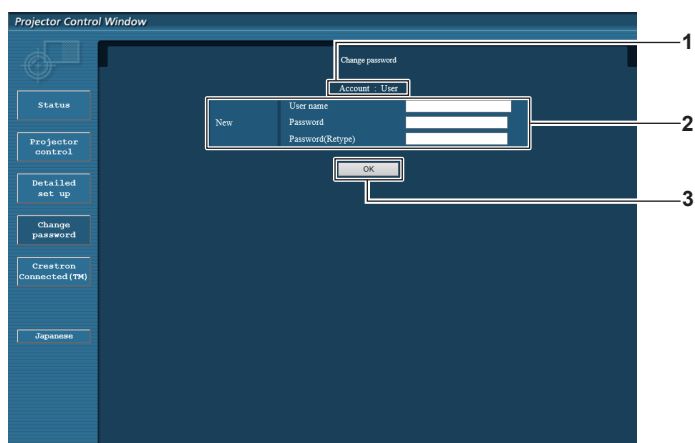 Projector Control Window
1
Change password
Account : User
Status
User name
New
Password
2
Password(Retype)
Projector
control
OK
Detailed
set up
3
Change
password
Crestron
Connected(TM)
Japanese